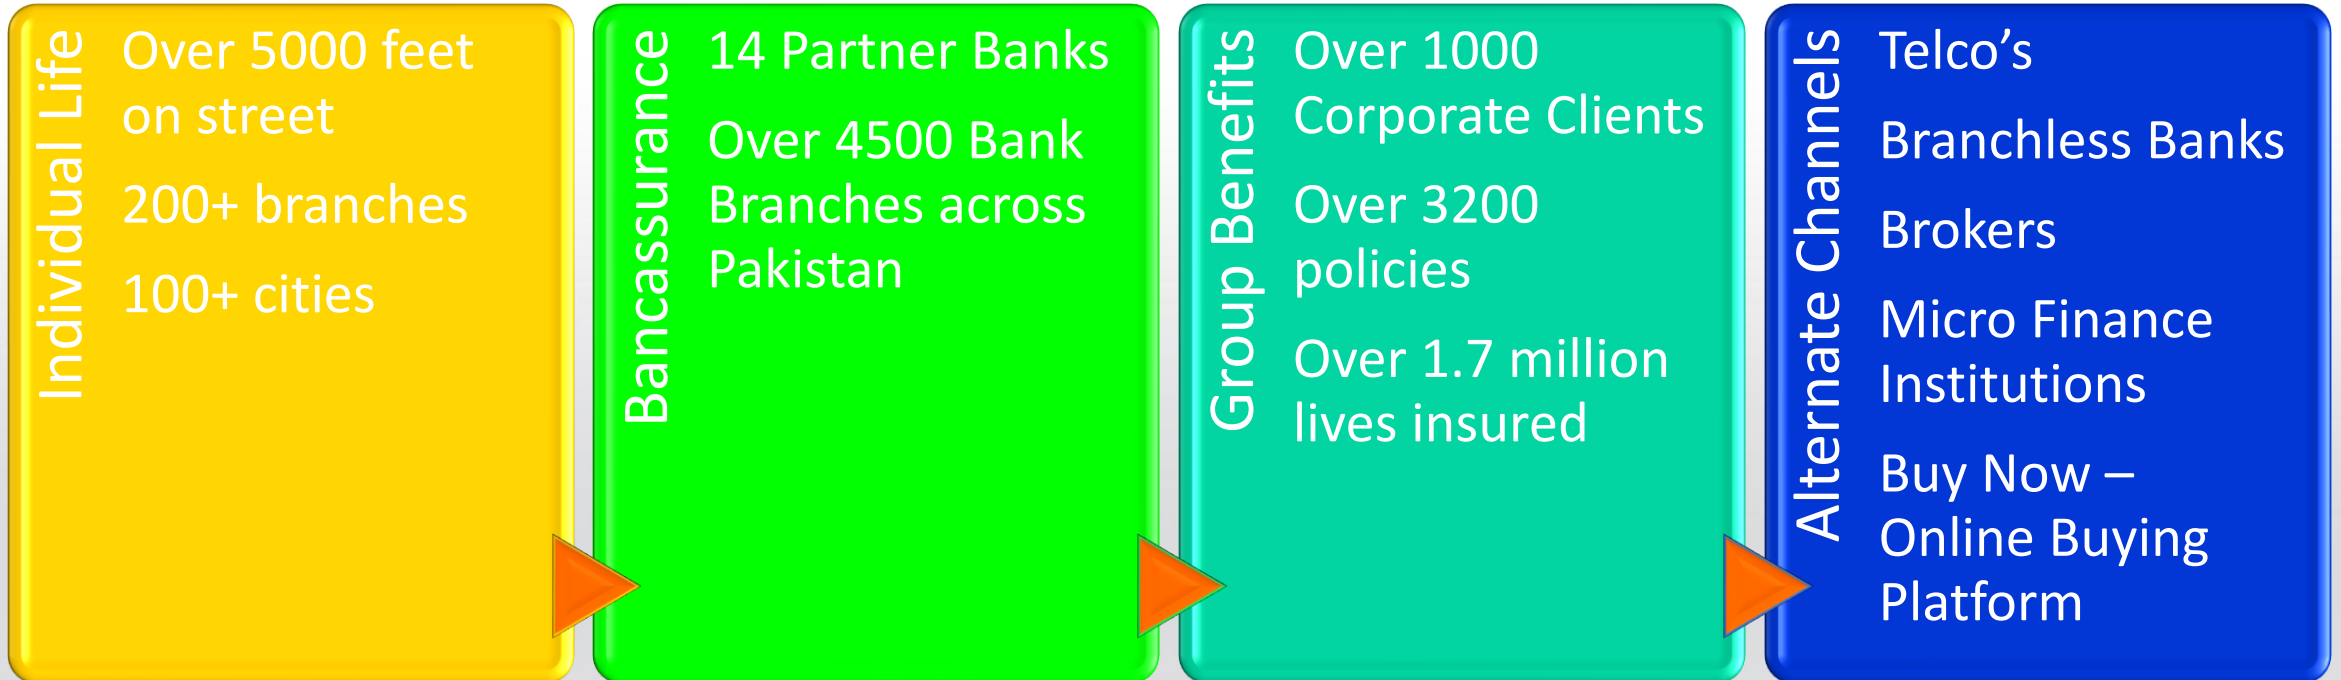 Individual Life
Over 5000 feet
on street
200+ branches
100+ cities
Bancassurance
14 Partner Banks
Over 4500 Bank
Branches across
Pakistan
Group Benefits
Over 1000
Corporate Clients
Over 3200
policies
Over 1.7 million
lives insured
Alternate Channels
Telco’s
Branchless Banks
Brokers
Micro Finance
Institutions
Buy Now –
Online Buying
Platform